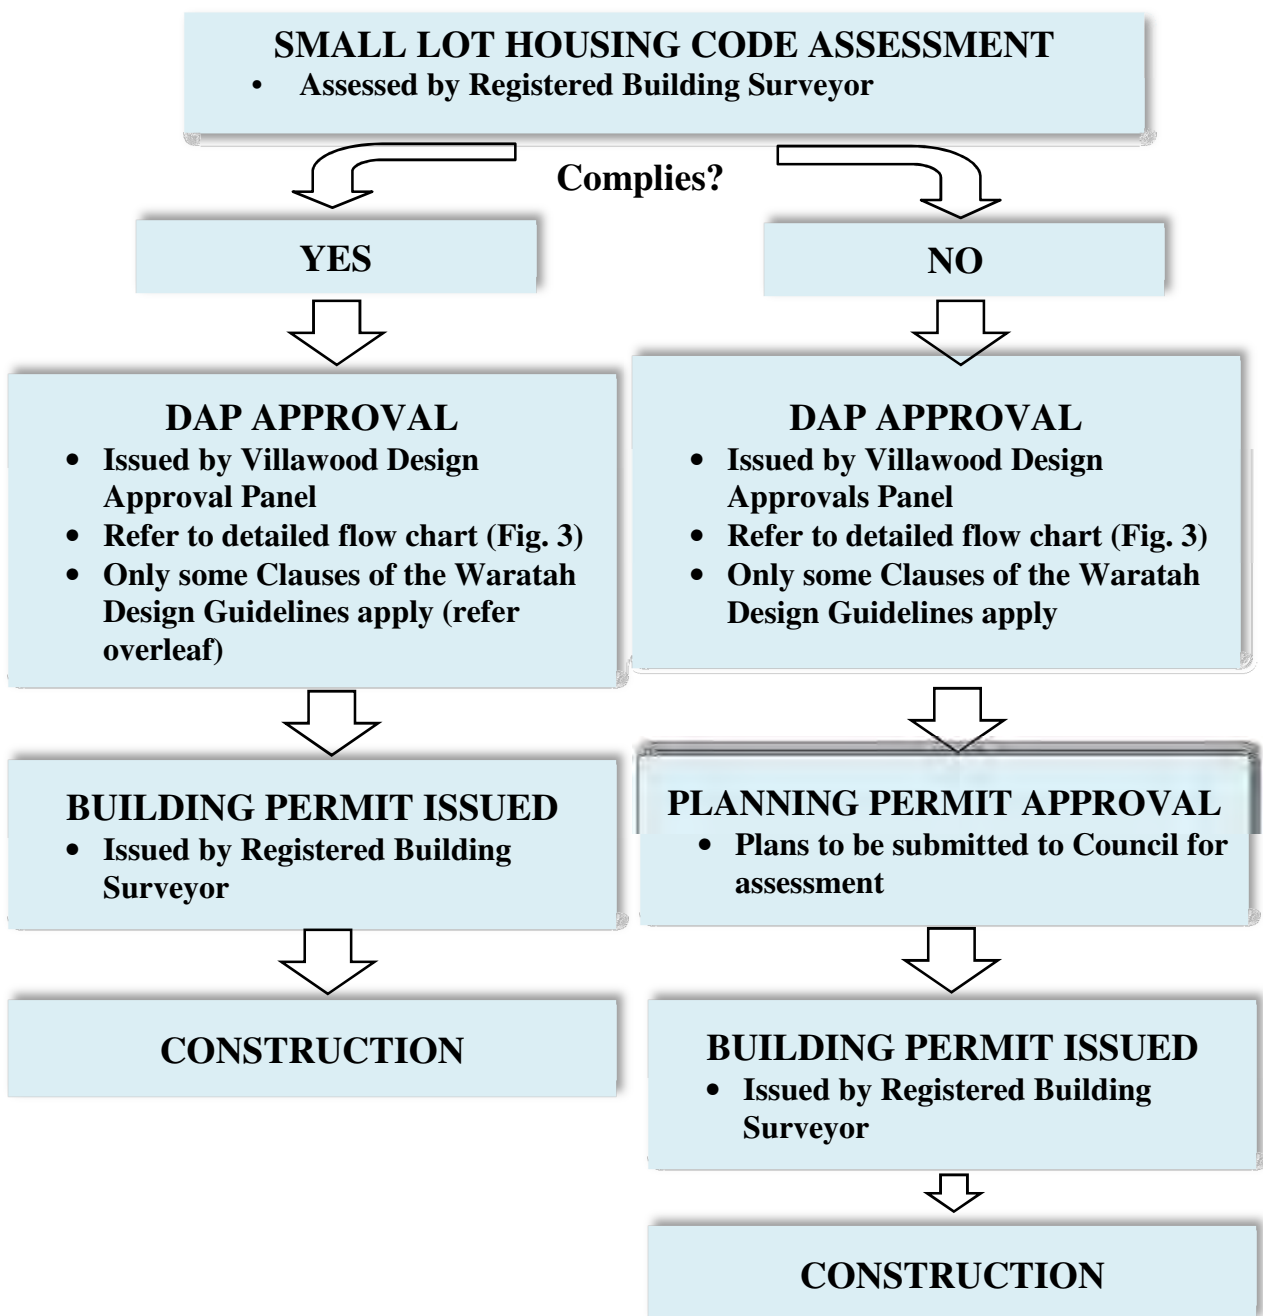 SMALL LOT HOUSING CODE ASSESSMENT
• Assessed by Registered Building Surveyor
Complies?
YES
NO
DAP APPROVAL
• Issued by Villawood Design
Approval Panel
• Refer to detailed flow chart (Fig. 3)
• Only some Clauses of the Waratah
Design Guidelines apply (refer
overleaf)
DAP APPROVAL
• Issued by Villawood Design
Approvals Panel
• Refer to detailed flow chart (Fig. 3)
• Only some Clauses of the Waratah
Design Guidelines apply
BUILDING PERMIT ISSUED
• Issued by Registered Building
Surveyor
PLANNING PERMIT APPROVAL
• Plans to be submitted to Council for
assessment
CONSTRUCTION
BUILDING PERMIT ISSUED
• Issued by Registered Building
Surveyor
CONSTRUCTION